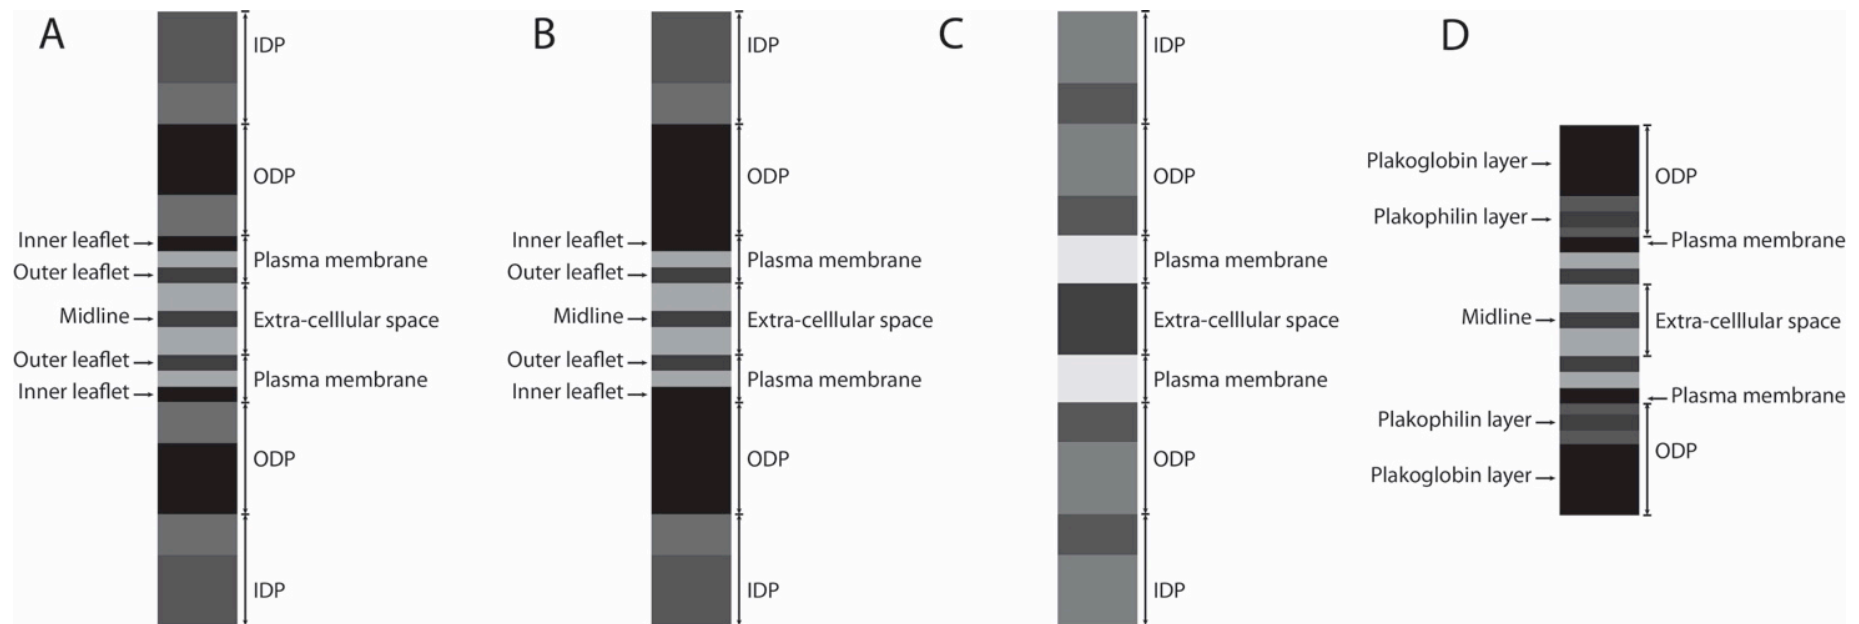 A
IDP
ODP
Inner leaflet
Outer leaflet
Plasma membrane
Midline
Extra-celllular space
Outer leaflet
Inner leaflet
Plasma membrane
ODP
IDP
B
IDP
ODP
Inner leaflet
Outer leaflet
Plasma membrane
Midline
Extra-celllular space
Outer leaflet
Inner leaflet
Plasma membrane
ODP
IDP
C
IDP
ODP
Plasma membrane
Extra-celllular space
Plasma membrane
ODP
IDP
D
Plakoglobin layer
ODP
Plakophilin layer
Plasma membrane
Midline
Extra-celllular space
Plasma membrane
Plakophilin layer
ODP
Plakoglobin layer